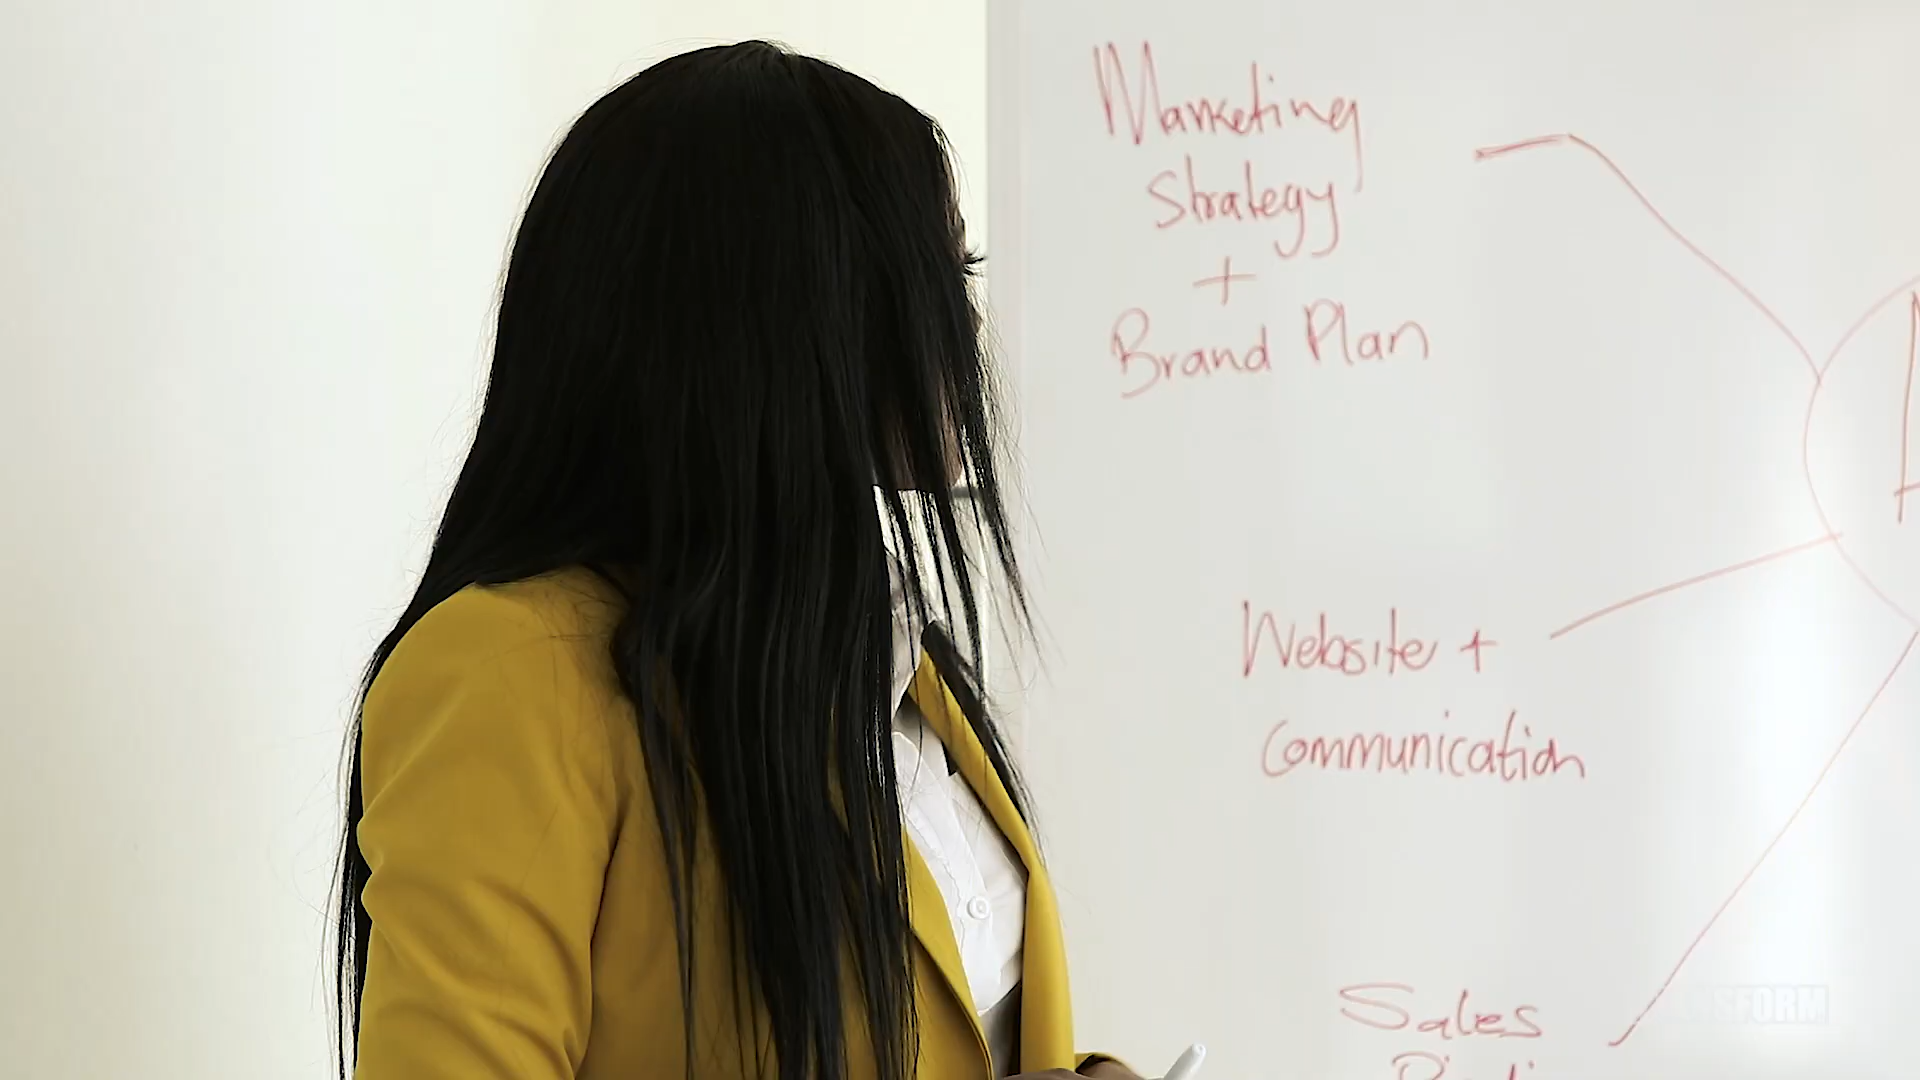 Marketing
Strategy
+
Brand Plan
Website +
Communication
Sales